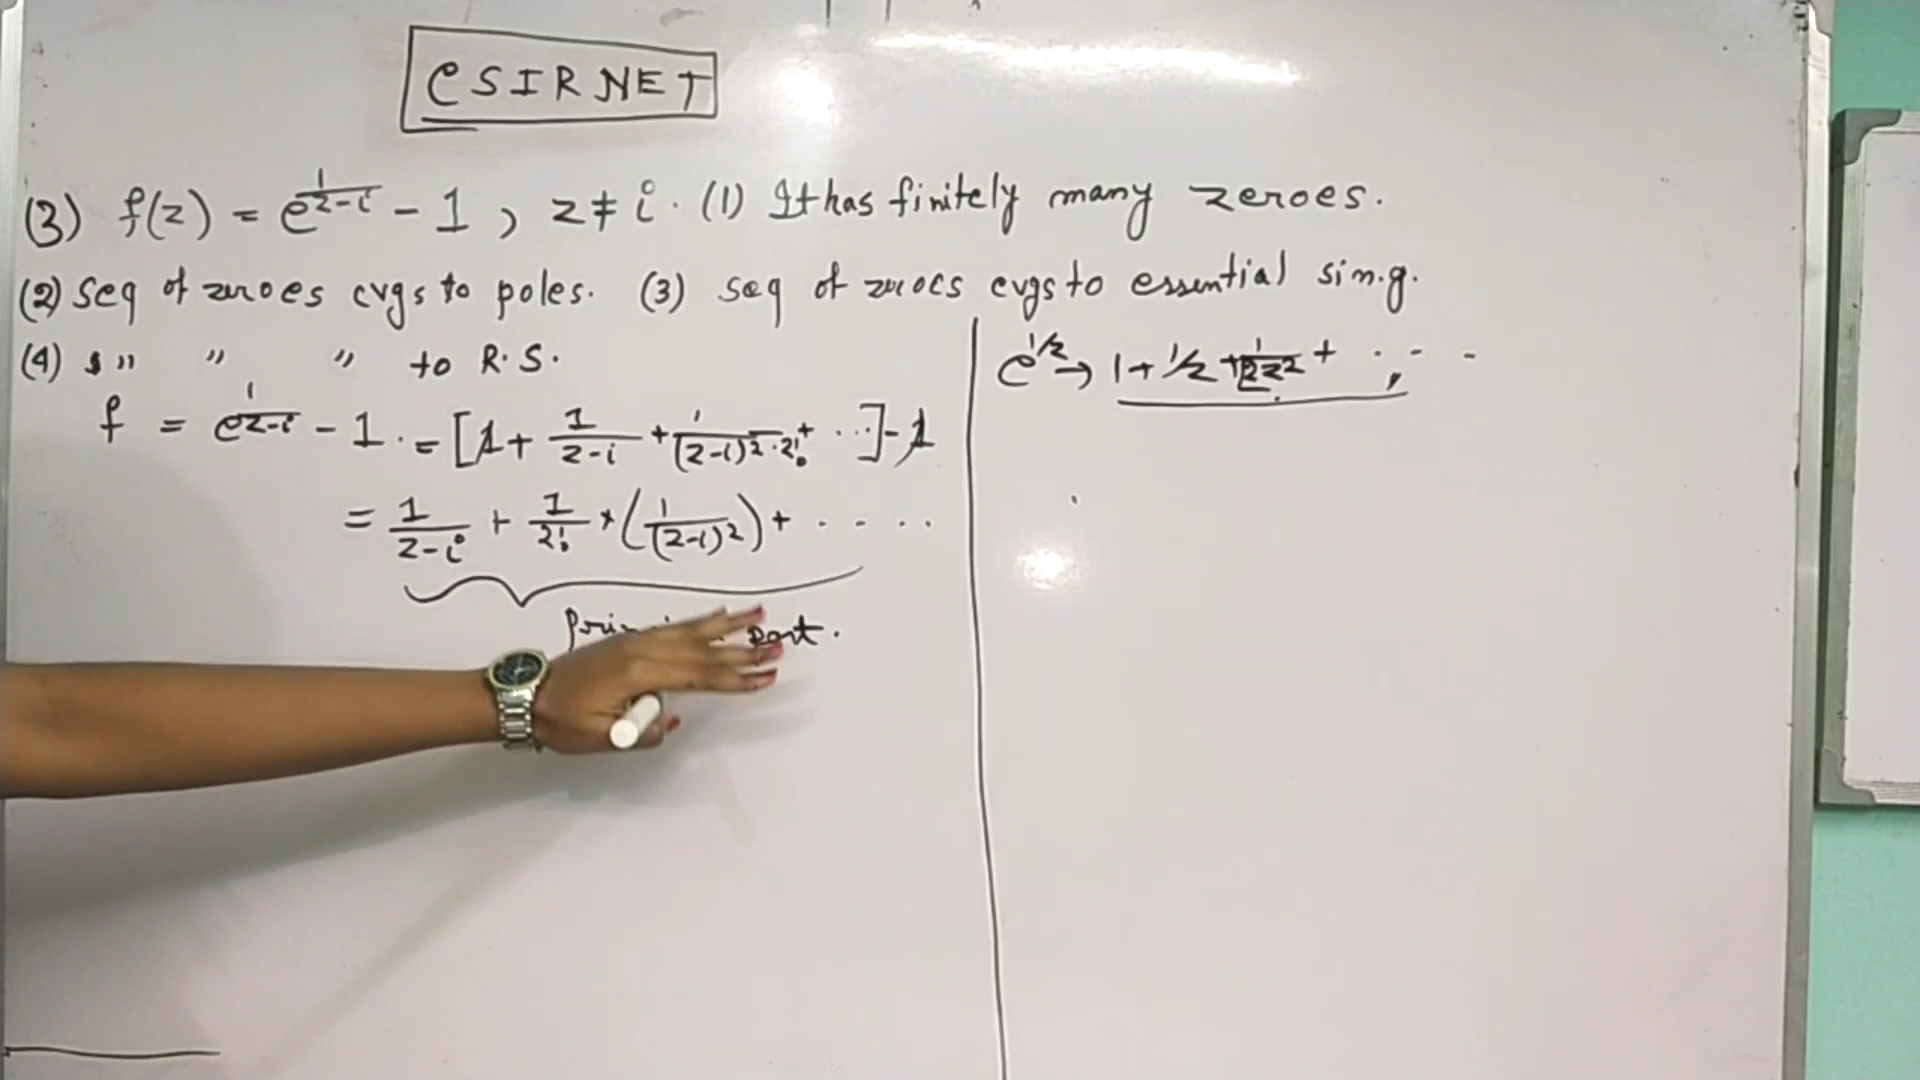 CSIR NET
(3) f(z) = e^{1/(z-i)} - 1, z ≠ i. (1) It has finitely many zeroes.
(2) Seq of zeroes cvgs to poles. (3) seq of zeroes cvgs to essential sing.
(4) s " " " to R.S.
f = e^{1/(z-i)} - 1. = [1 + 1/(z-i) + 1/((z-i)^2·2!) + ...] - 1
= 1/(z-i) + 1/2! × (1/(z-i)^2) + ....
part.
e^{1/z} → 1 + 1/z + 1/(2z^2) + ...